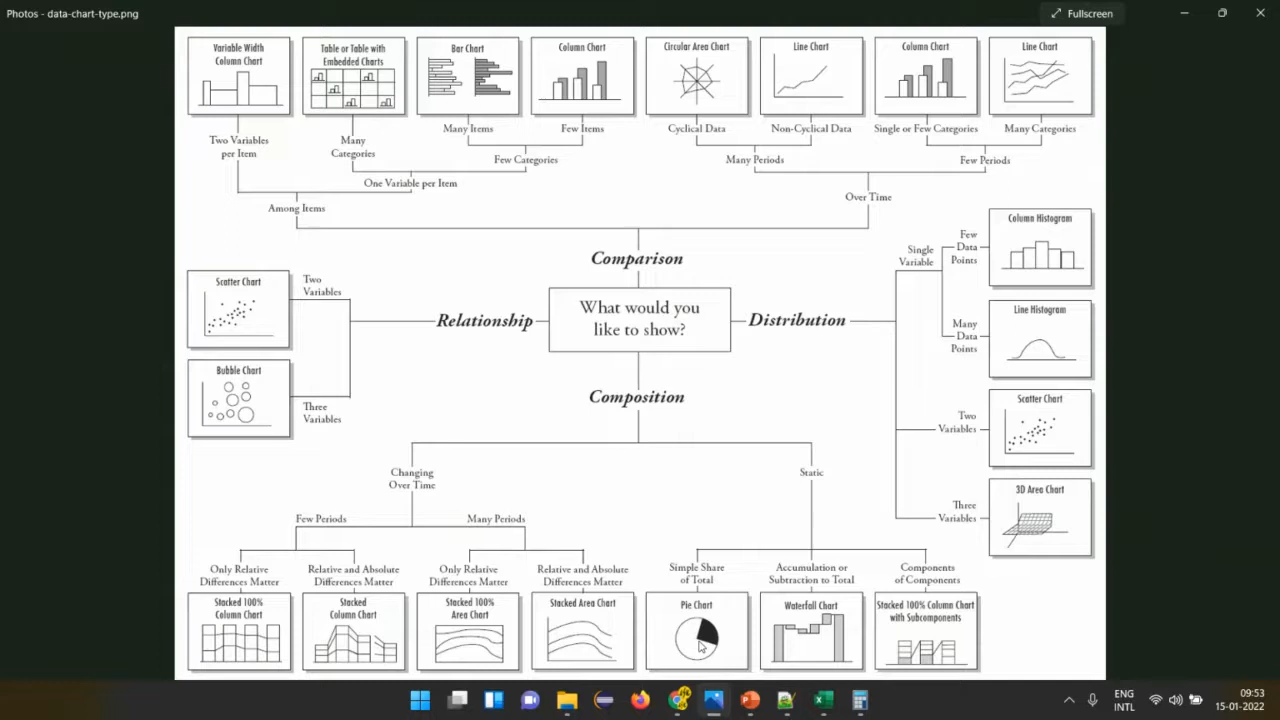 Photos - data-chart-type.png
Fullscreen
Variable Width
Column Chart
Table or Table with
Embedded Charts
Bar Chart
Column Chart
Circular Area Chart
Line Chart
Column Chart
Line Chart
Two Variables
per Item
Many
Categories
Many Items
Few Items
Cyclical Data
Non-Cyclical Data
Single or Few Categories
Many Categories
Few Categories
Many Periods
Few Periods
One Variable per Item
Among Items
Over Time
Comparison
Scatter Chart
Two
Variables
Relationship
What would you
like to show?
Distribution
Single
Variable
Few
Data
Points
Column Histogram
Many
Data
Points
Line Histogram
Bubble Chart
Three
Variables
Composition
Two
Variables
Scatter Chart
Three
Variables
3D Area Chart
Changing
Over Time
Static
Few Periods
Many Periods
Only Relative
Differences Matter
Relative and Absolute
Differences Matter
Only Relative
Differences Matter
Relative and Absolute
Differences Matter
Simple Share
of Total
Accumulation or
Subtraction to Total
Components
of Components
Stacked 100%
Column Chart
Stacked
Column Chart
Stacked 100%
Area Chart
Stacked Area Chart
Pie Chart
Waterfall Chart
Stacked 100% Column Chart
with Subcomponents
ENG
INTL
09:53
15-01-2022